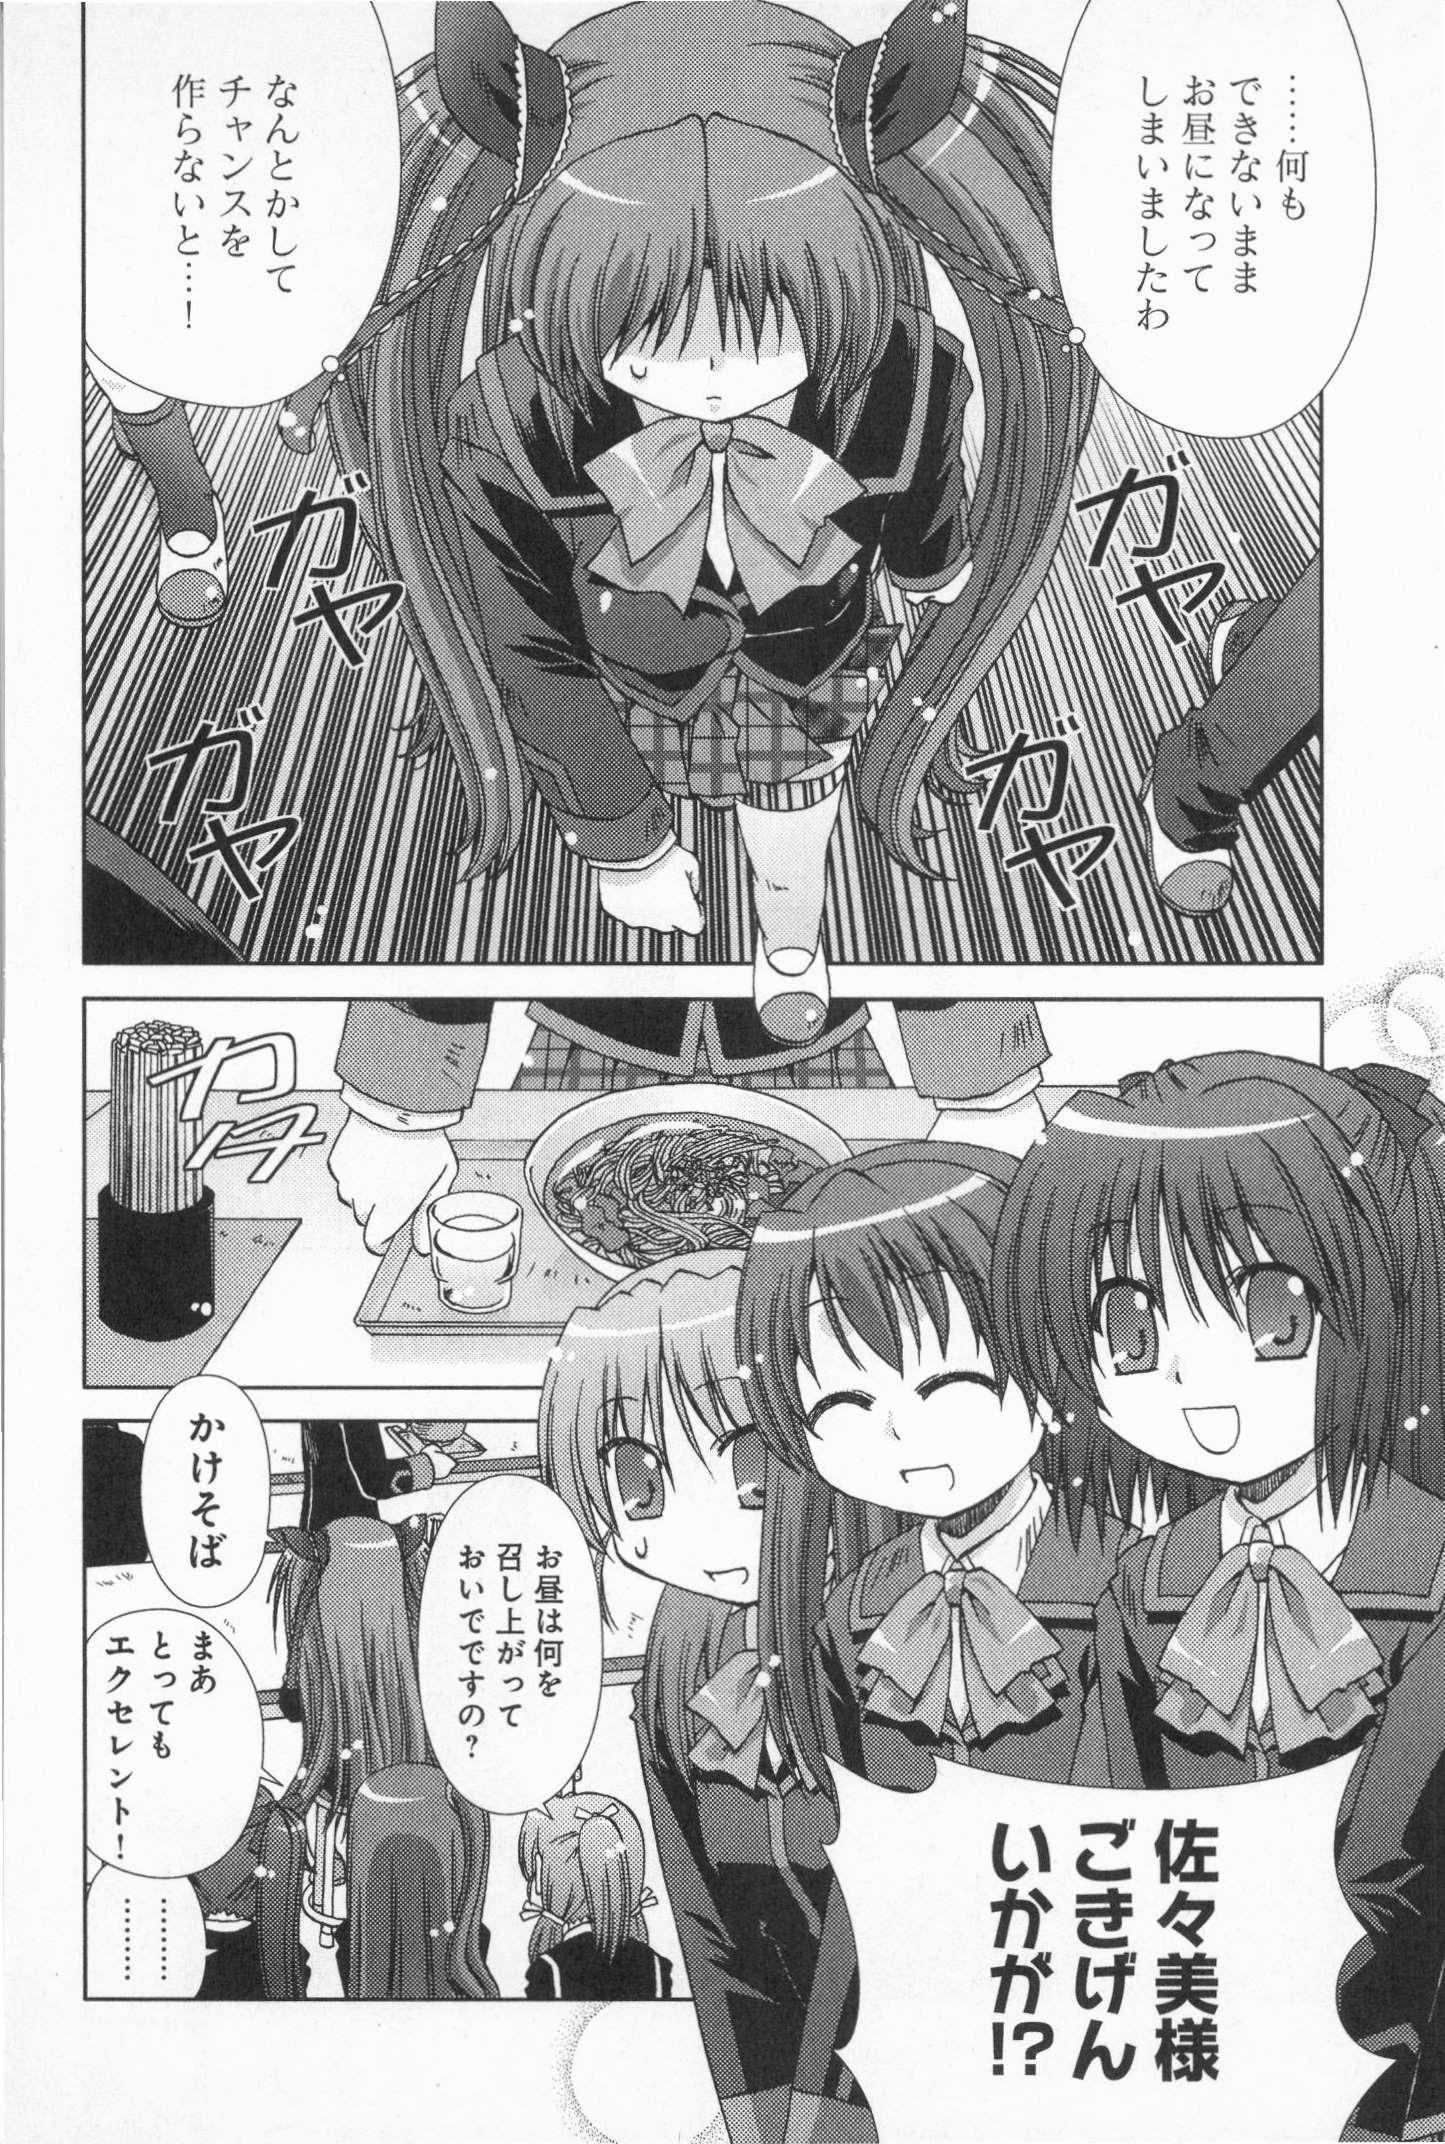 ……何も
できないまま
お昼になって
しまいましたわ
なんとかして
チャンスを
作らないと……！
ガヤ
ガヤ
ガヤ
ガヤ
カタ
佐々美様
ごきげん
いかが!?
お昼は何を
召し上がって
おいでですの？
かけそば
まあ
とっても
エクセレント！
………
………